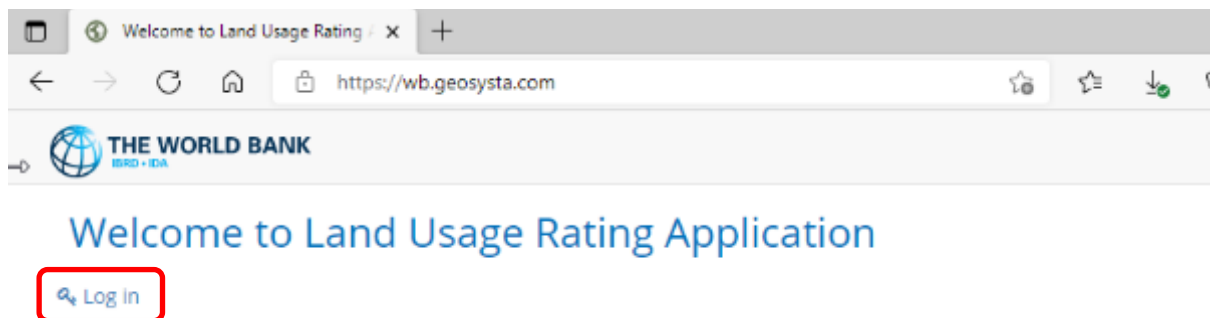 Welcome to Land Usage Rating
https://wb.geosysta.com
THE WORLD BANK
IBRD • IDA
Welcome to Land Usage Rating Application
Log in